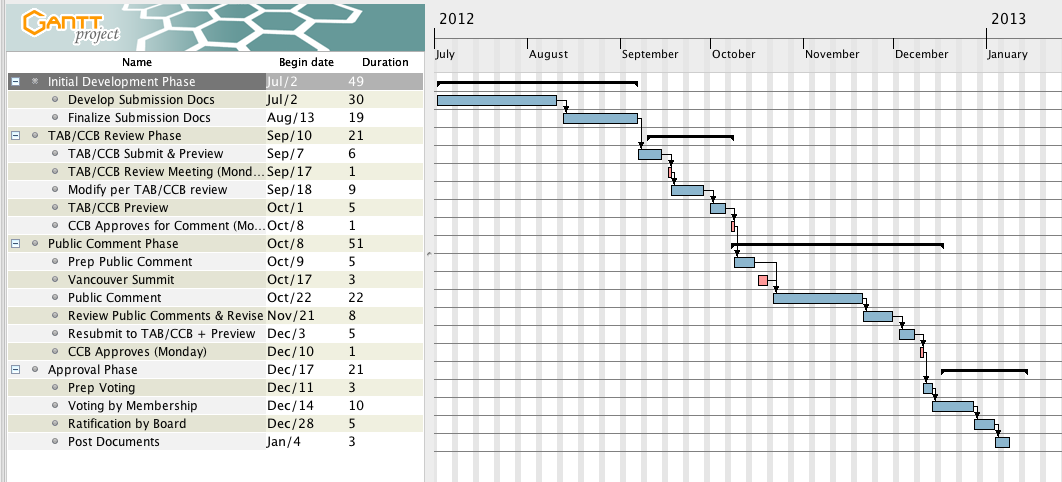 GANTT
project
2012
2013
July
August
September
October
November
December
January
Name Begin date Duration
Initial Development Phase Jul/2 49
Develop Submission Docs Jul/2 30
Finalize Submission Docs Aug/13 19
TAB/CCB Review Phase Sep/10 21
TAB/CCB Submit & Preview Sep/7 6
TAB/CCB Review Meeting (Mond... Sep/17 1
Modify per TAB/CCB review Sep/18 9
TAB/CCB Preview Oct/1 5
CCB Approves for Comment (Mo... Oct/8 1
Public Comment Phase Oct/8 51
Prep Public Comment Oct/9 5
Vancouver Summit Oct/17 3
Public Comment Oct/22 22
Review Public Comments & Revise Nov/21 8
Resubmit to TAB/CCB + Preview Dec/3 5
CCB Approves (Monday) Dec/10 1
Approval Phase Dec/17 21
Prep Voting Dec/11 3
Voting by Membership Dec/14 10
Ratification by Board Dec/28 5
Post Documents Jan/4 3